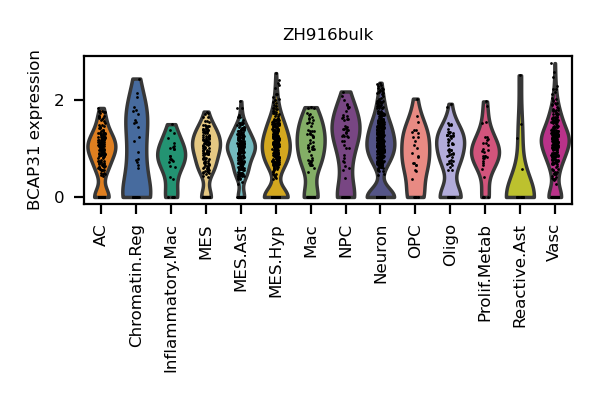 ZH916bulk
BCAP31 expression
2
0
AC
Chromatin.Reg
Inflammatory.Mac
MES
MES.Ast
MES.Hyp
Mac
NPC
Neuron
OPC
Oligo
Prolif.Metab
Reactive.Ast
Vasc